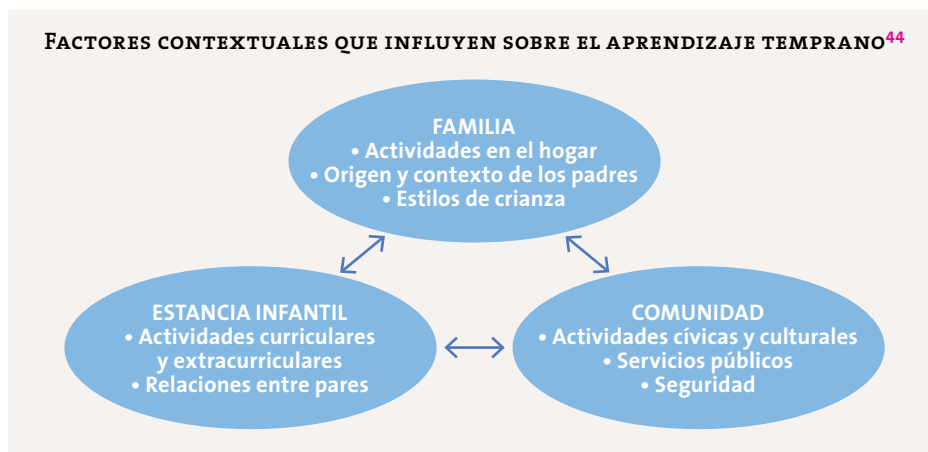 FACTORES CONTEXTUALES QUE INFLUYEN SOBRE EL APRENDIZAJE TEMPRANO44
FAMILIA
• Actividades en el hogar
• Origen y contexto de los padres
• Estilos de crianza
ESTANCIA INFANTIL
• Actividades curriculares
y extracurriculares
• Relaciones entre pares
COMUNIDAD
• Actividades cívicas y culturales
• Servicios públicos
• Seguridad